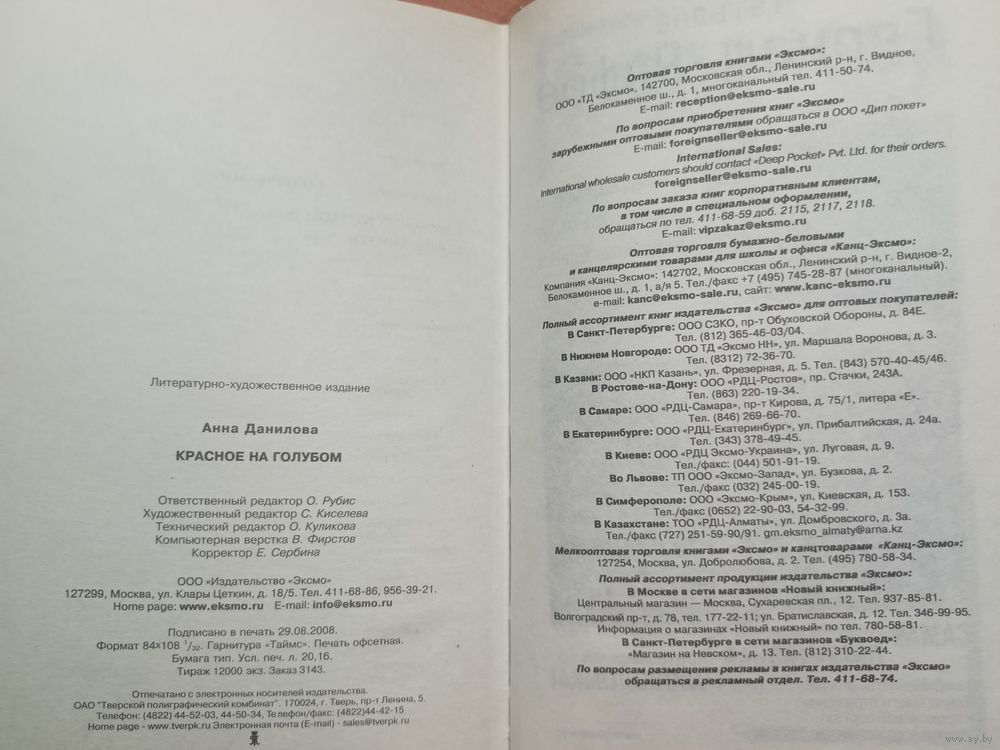 Литературно-художественное издание
Анна Данилова
КРАСНОЕ НА ГОЛУБОМ
Ответственный редактор О. Рубис
Художественный редактор С. Киселева
Технический редактор О. Куликова
Компьютерная верстка В. Фирстов
Корректор Е. Сербина
ООО «Издательство «Эксмо»
127299, Москва, ул. Клары Цеткин, д. 18/5. Тел. 411-68-86, 956-39-21.
Home page: www.eksmo.ru E-mail: info@eksmo.ru
Подписано в печать 29.08.2008.
Формат 84×108 1/32. Гарнитура «Таймс». Печать офсетная.
Бумага тип. Усл. печ. л. 20,16.
Тираж 12000 экз. Заказ 3143.
Отпечатано с электронных носителей издательства.
ОАО "Тверской полиграфический комбинат". 170024, г. Тверь, пр-т Ленина, 5.
Телефон: (4822) 44-52-03, 44-50-34, Телефон/факс: (4822)44-42-15
Home page - www.tverpk.ru Электронная почта (E-mail) - sales@tverpk.ru
Оптовая торговля книгами «Эксмо»:
ООО «ТД «Эксмо». 142700, Московская обл., Ленинский р-н, г. Видное,
Белокаменное ш., д. 1, многоканальный тел. 411-50-74.
E-mail: reception@eksmo-sale.ru
По вопросам приобретения книг «Эксмо»
зарубежными оптовыми покупателями обращаться в ООО «Дип покет»
E-mail: foreignseller@eksmo-sale.ru
International Sales:
International wholesale customers should contact «Deep Pocket» Pvt. Ltd. for their orders.
foreignseller@eksmo-sale.ru
По вопросам заказа книг корпоративным клиентам,
в том числе в специальном оформлении,
обращаться по тел. 411-68-59 доб. 2115, 2117, 2118.
E-mail: vipzakaz@eksmo.ru
Оптовая торговля бумажно-беловыми
и канцелярскими товарами для школы и офиса «Канц-Эксмо»:
Компания «Канц-Эксмо»: 142702, Московская обл., Ленинский р-н, г. Видное-2,
Белокаменное ш., д. 1, а/я 5. Тел./факс +7 (495) 745-28-87 (многоканальный).
e-mail: kanc@eksmo-sale.ru, сайт: www.kanc-eksmo.ru
Полный ассортимент книг издательства «Эксмо» для оптовых покупателей:
В Санкт-Петербурге: ООО СЗКО, пр-т Обуховской Обороны, д. 84Е.
Тел. (812) 365-46-03/04.
В Нижнем Новгороде: ООО ТД «Эксмо НН», ул. Маршала Воронова, д. 3.
Тел. (8312) 72-36-70.
В Казани: ООО «НКП Казань», ул. Фрезерная, д. 5. Тел. (843) 570-40-45/46.
В Ростове-на-Дону: ООО «РДЦ-Ростов», пр. Стачки, 243А.
Тел. (863) 220-19-34.
В Самаре: ООО «РДЦ-Самара», пр-т Кирова, д. 75/1, литера «Е».
Тел. (846) 269-66-70.
В Екатеринбурге: ООО «РДЦ-Екатеринбург», ул. Прибалтийская, д. 24а.
Тел. (343) 378-49-45.
В Киеве: ООО «РДЦ Эксмо-Украина», ул. Луговая, д. 9.
Тел./факс: (044) 501-91-19.
Во Львове: ТП ООО «Эксмо-Запад», ул. Бузкова, д. 2.
Тел./факс (032) 245-00-19.
В Симферополе: ООО «Эксмо-Крым», ул. Киевская, д. 153.
Тел./факс (0652) 22-90-03, 54-32-99.
В Казахстане: ТОО «РДЦ-Алматы», ул. Домбровского, д. 3а.
Тел./факс (727) 251-59-90/91. gm.eksmo_almaty@arna.kz
Мелкооптовая торговля книгами «Эксмо» и канцтоварами «Канц-Эксмо»:
127254, Москва, ул. Добролюбова, д. 2. Тел. (495) 780-58-34.
Полный ассортимент продукции издательства «Эксмо»:
В Москве в сети магазинов «Новый книжный»:
Центральный магазин — Москва, Сухаревская пл., 12. Тел. 937-85-81.
Волгоградский пр-т, д. 78, тел. 177-22-11; ул. Братиславская, д. 12. Тел. 346-99-95.
Информация о магазинах «Новый книжный» по тел. 780-58-81.
В Санкт-Петербурге в сети магазинов «Буквоед»:
«Магазин на Невском», д. 13. Тел. (812) 310-22-44.
По вопросам размещения рекламы в книгах издательства «Эксмо»
обращаться в рекламный отдел. Тел. 411-68-74.
www.ay.by